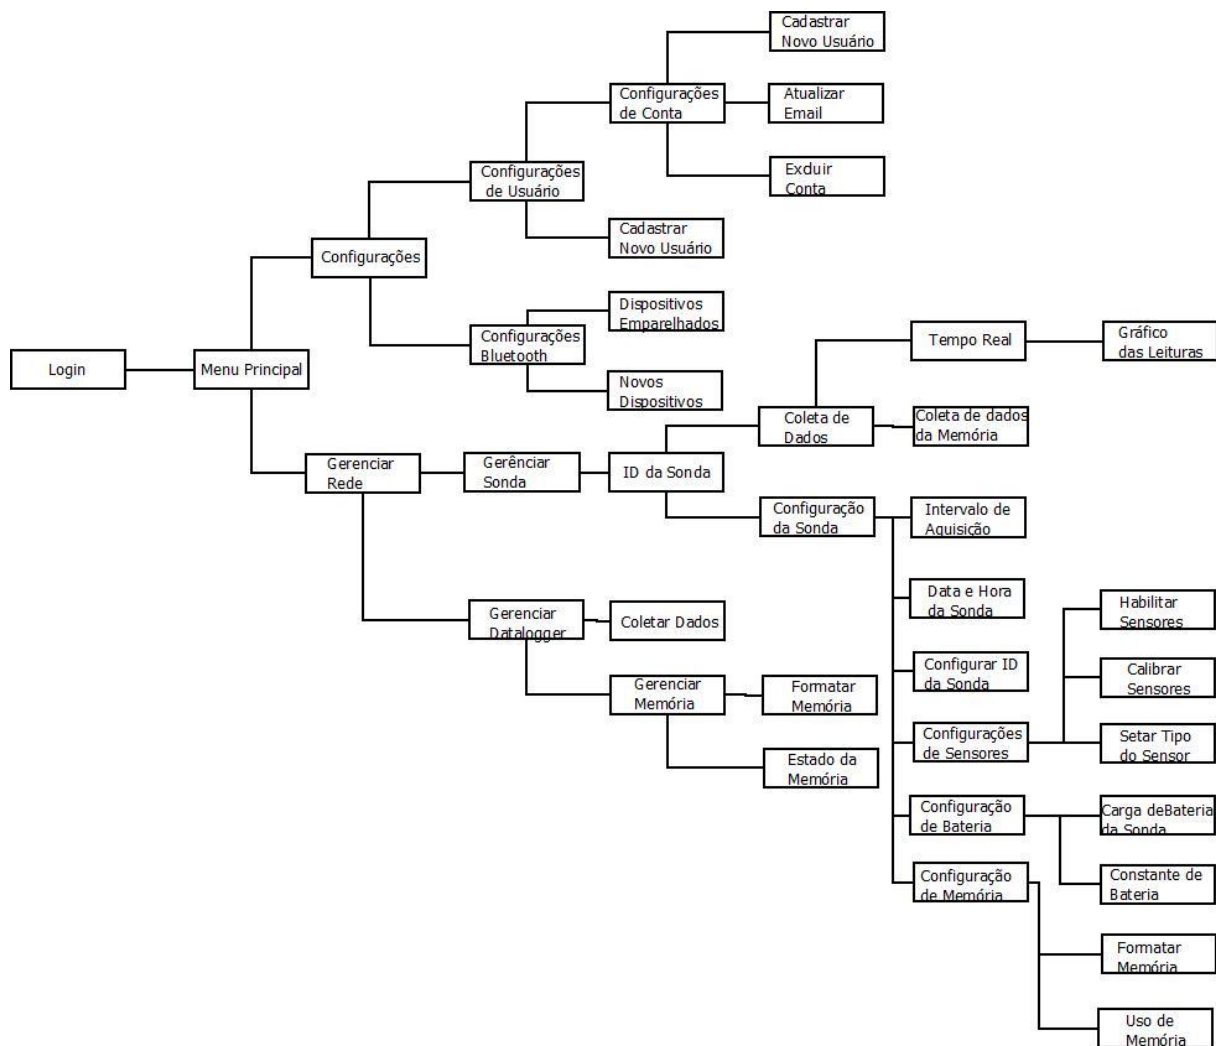 Cadastrar
Novo Usuário
Configurações
de Conta
Atualizar
Email
Configurações
de Usuário
Exduir
Conta
Cadastrar
Novo Usuário
Configurações
Dispositivos
Emparelhados
Configurações
Bluetooth
Tempo Real
Gráfico
das Leituras
Login
Menu Principal
Novos
Dispositivos
Coleta de
Dados
Coleta de dados
da Memória
Gerenciar
Rede
Gerênciar
Sonda
ID da Sonda
Configuração
da Sonda
Intervalo de
Aquisição
Data e Hora
da Sonda
Habilitar
Sensores
Gerenciar
Datalogger
Coletar Dados
Configurar ID
da Sonda
Calibrar
Sensores
Gerenciar
Memória
Formatar
Memória
Configurações
de Sensores
Setar Tipo
do Sensor
Estado da
Memória
Configuração
de Bateria
Carga deBateria
da Sonda
Configuração
de Memória
Constante de
Bateria
Formatar
Memória
Uso de
Memória